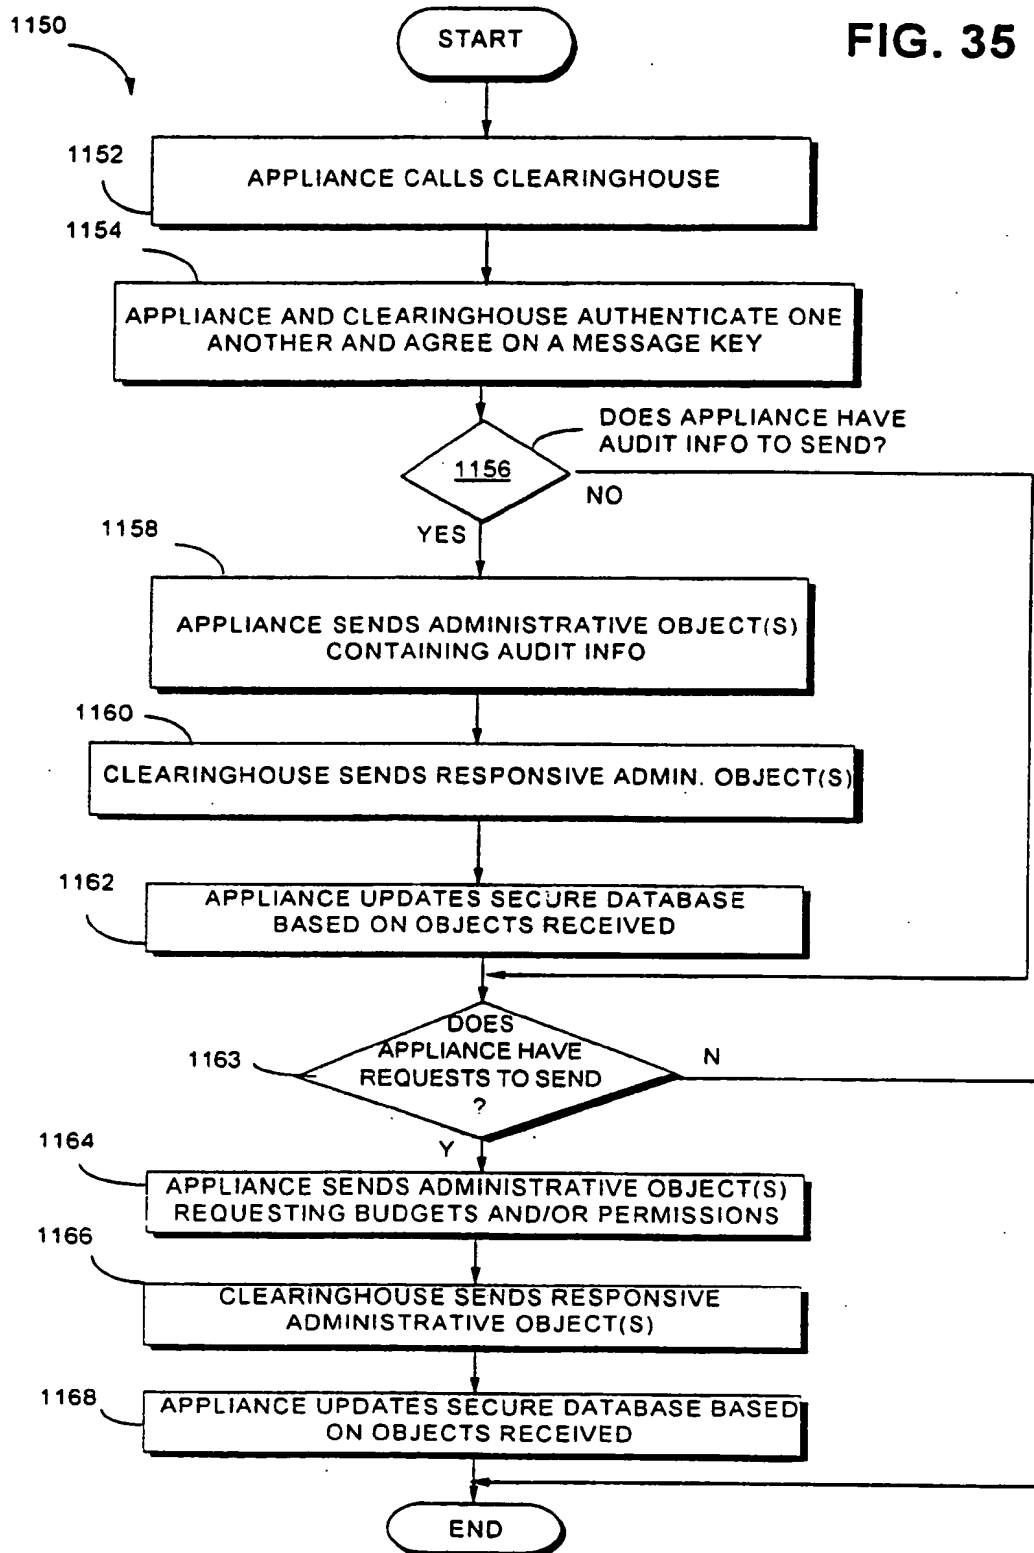 1150
START
FIG. 35
1152
APPLIANCE CALLS CLEARINGHOUSE
1154
APPLIANCE AND CLEARINGHOUSE AUTHENTICATE ONE
ANOTHER AND AGREE ON A MESSAGE KEY
DOES APPLIANCE HAVE
AUDIT INFO TO SEND?
1156
NO
YES
1158
APPLIANCE SENDS ADMINISTRATIVE OBJECT(S)
CONTAINING AUDIT INFO
1160
CLEARINGHOUSE SENDS RESPONSIVE ADMIN. OBJECT(S)
1162
APPLIANCE UPDATES SECURE DATABASE
BASED ON OBJECTS RECEIVED
DOES
APPLIANCE HAVE
REQUESTS TO SEND
?
1163
N
Y
1164
APPLIANCE SENDS ADMINISTRATIVE OBJECT(S)
REQUESTING BUDGETS AND/OR PERMISSIONS
1166
CLEARINGHOUSE SENDS RESPONSIVE
ADMINISTRATIVE OBJECT(S)
1168
APPLIANCE UPDATES SECURE DATABASE BASED
ON OBJECTS RECEIVED
END